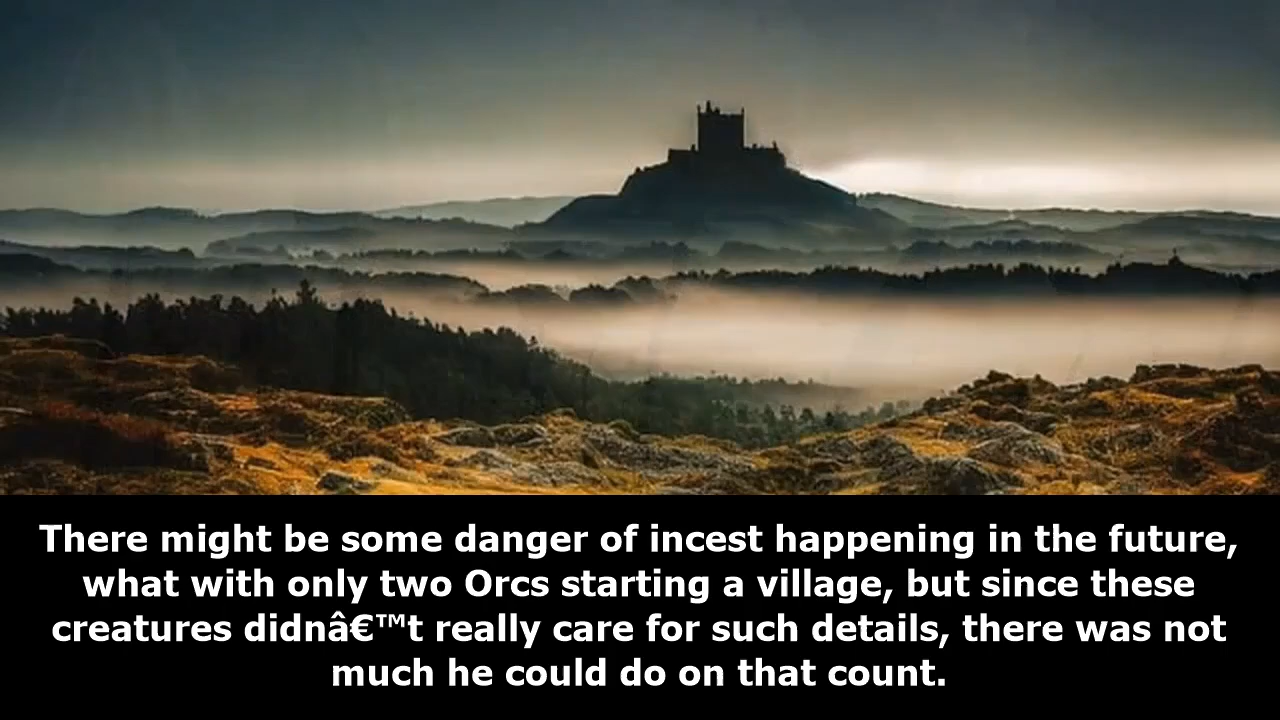 There might be some danger of incest happening in the future,
what with only two Orcs starting a village, but since these
creatures didnâ€™t really care for such details, there was not
much he could do on that count.